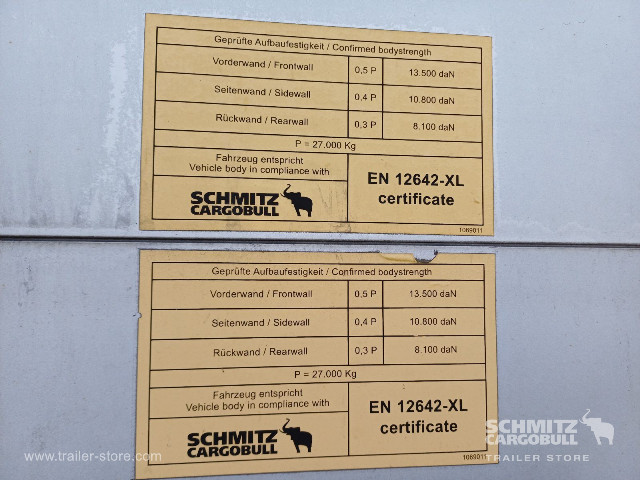 Geprüfte Aufbaufestigkeit / Confirmed bodystrength
Vorderwand / Frontwall 0,5 P 13.500 daN
Seitenwand / Sidewall 0,4 P 10.800 daN
Rückwand / Rearwall 0,3 P 8.100 daN
P = 27.000 Kg
Fahrzeug entspricht
Vehicle body in compliance with
SCHMITZ
CARGOBULL
EN 12642-XL
certificate
1069011
Geprüfte Aufbaufestigkeit / Confirmed bodystrength
Vorderwand / Frontwall 0,5 P 13.500 daN
Seitenwand / Sidewall 0,4 P 10.800 daN
Rückwand / Rearwall 0,3 P 8.100 daN
P = 27.000 Kg
Fahrzeug entspricht
Vehicle body in compliance with
SCHMITZ
CARGOBULL
EN 12642-XL
certificate
1069011
www.trailer-store.com
SCHMITZ
CARGOBULL
TRAILER STORE